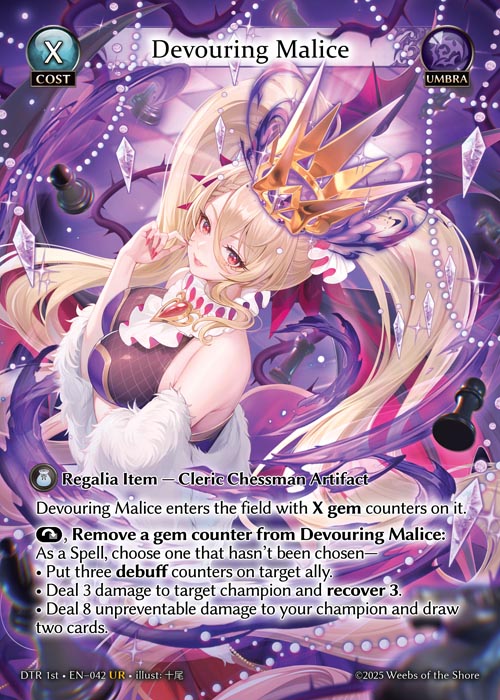 X
COST
Devouring Malice
UMBRA
Regalia Item — Cleric Chessman Artifact
Devouring Malice enters the field with X gem counters on it.
, Remove a gem counter from Devouring Malice:
As a Spell, choose one that hasn't been chosen—
• Put three debuff counters on target ally.
• Deal 3 damage to target champion and recover 3.
• Deal 8 unpreventable damage to your champion and draw
two cards.
DTR 1st • EN–042 UR • illust: 十尾
©2025 Weebs of the Shore